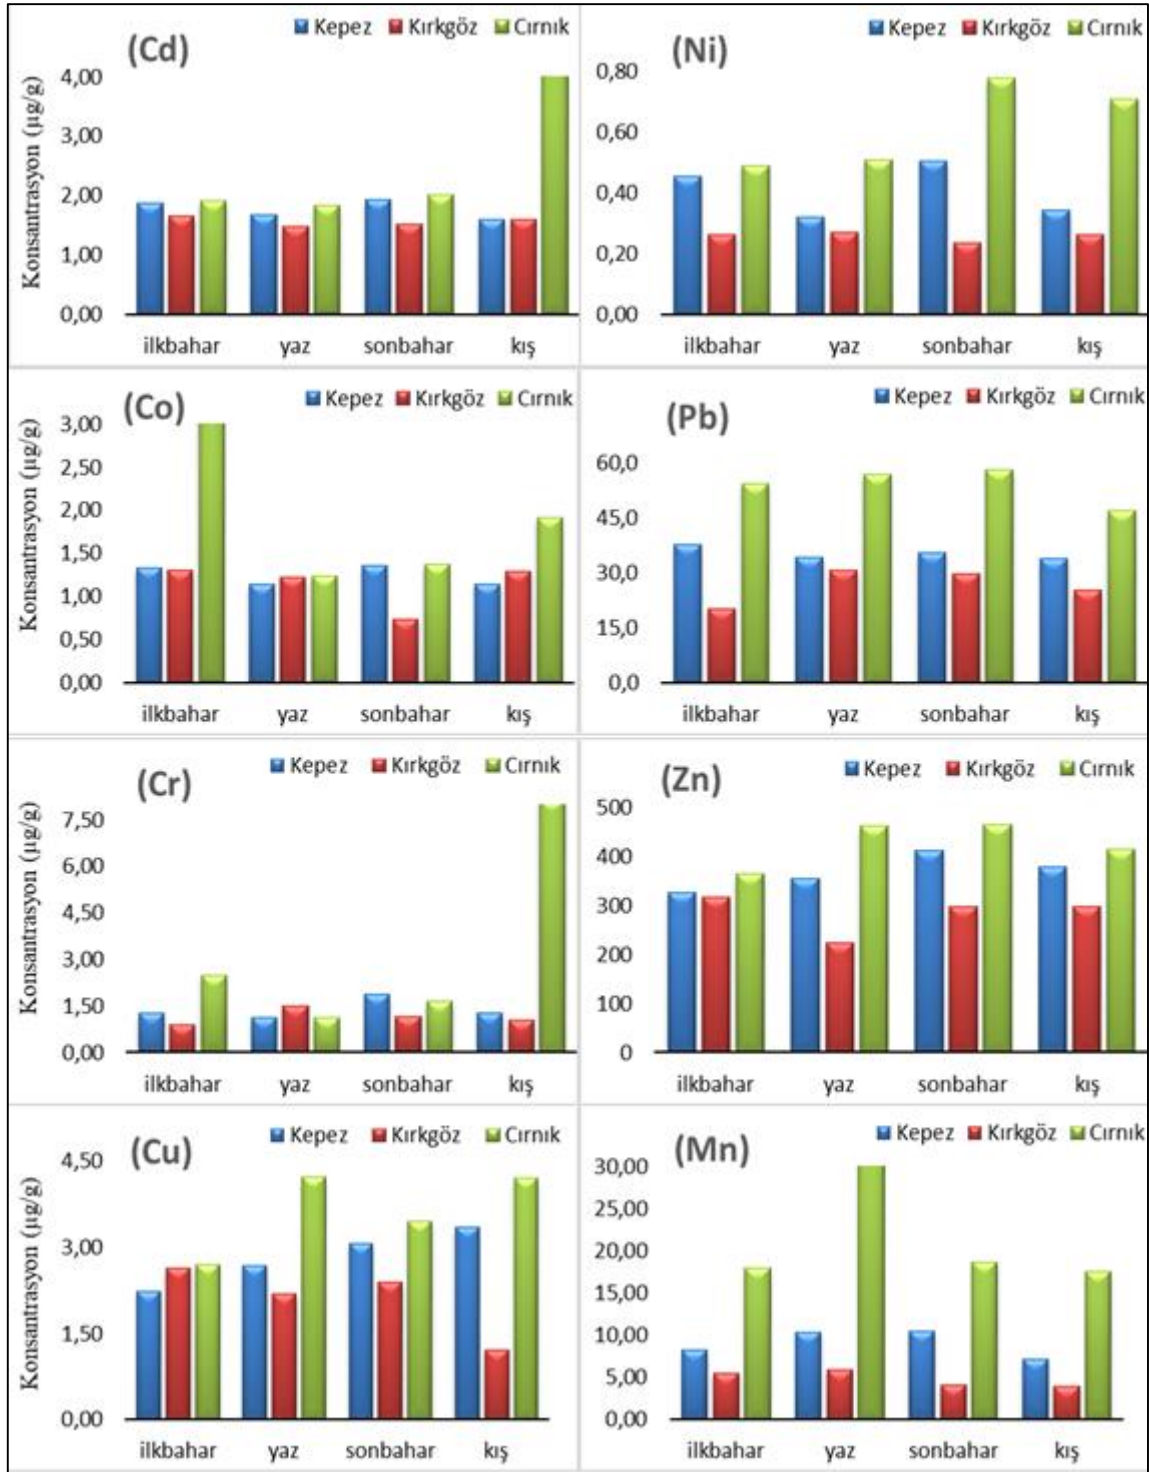 (Cd)
Kepez Kırkgöz Cırnık
Konsantrasyon (µg/g)
4,00
3,00
2,00
1,00
0,00
ilkbahar yaz sonbahar kış
(Ni)
Kepez Kırkgöz Cırnık
0,80
0,60
0,40
0,20
0,00
ilkbahar yaz sonbahar kış
(Co)
Kepez Kırkgöz Cırnık
Konsantrasyon (µg/g)
3,00
2,50
2,00
1,50
1,00
0,50
0,00
ilkbahar yaz sonbahar kış
(Pb)
Kepez Kırkgöz Cırnık
60,0
45,0
30,0
15,0
0,0
ilkbahar yaz sonbahar kış
(Cr)
Kepez Kırkgöz Cırnık
Konsantrasyon (µg/g)
7,50
6,00
4,50
3,00
1,50
0,00
ilkbahar yaz sonbahar kış
(Zn)
Kepez Kırkgöz Cırnık
500
400
300
200
100
0
ilkbahar yaz sonbahar kış
(Cu)
Kepez Kırkgöz Cırnık
Konsantrasyon (µg/g)
4,50
3,00
1,50
0,00
ilkbahar yaz sonbahar kış
(Mn)
Kepez Kırkgöz Cırnık
30,00
25,00
20,00
15,00
10,00
5,00
0,00
ilkbahar yaz sonbahar kış